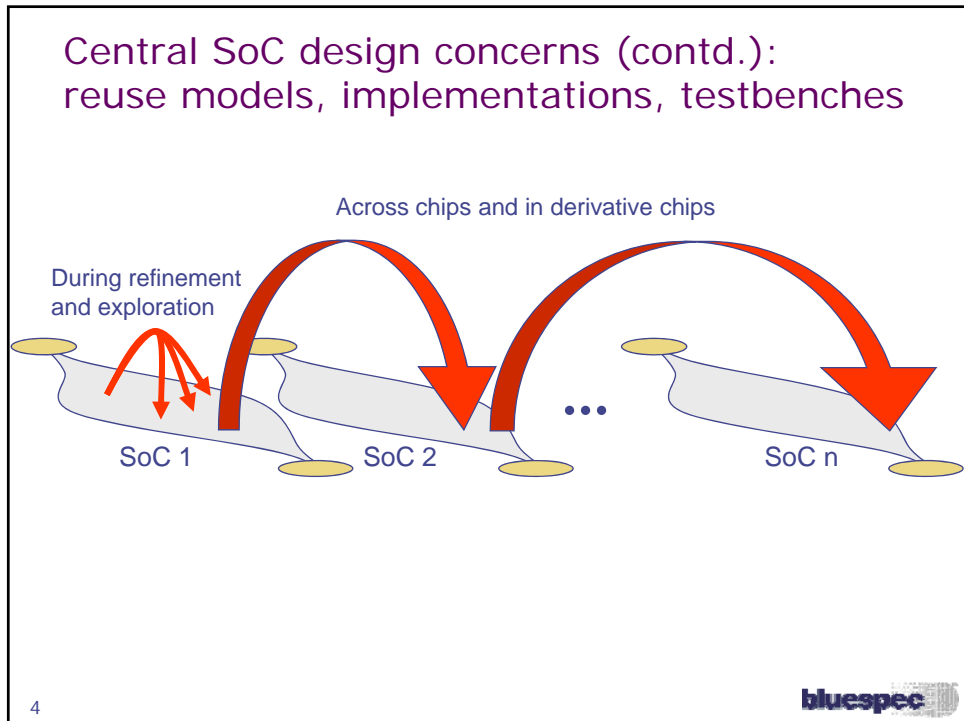 Central SoC design concerns (contd.):
reuse models, implementations, testbenches
Across chips and in derivative chips
During refinement
and exploration
SoC 1
SoC 2
SoC n
4
bluespec